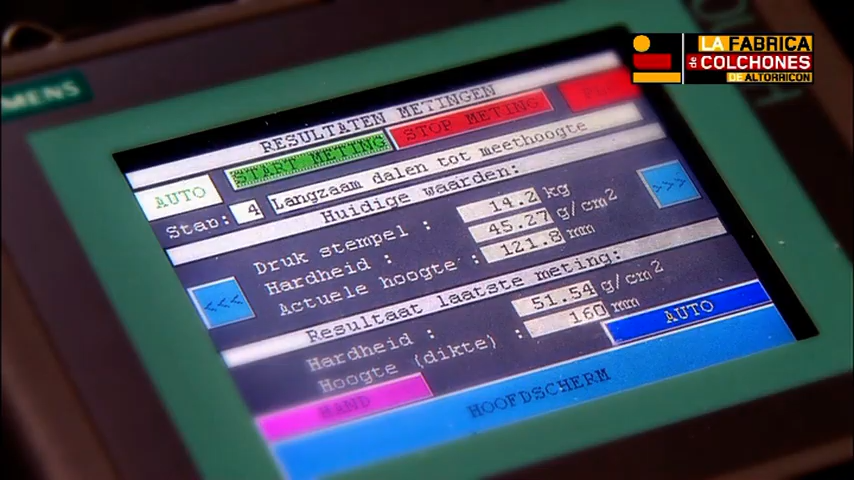 LA FABRICA
de COLCHONES
DE ALTORRICON
RESULTATEN METINGEN
START METING
STOP METING
AUTO
Langzaam dalen tot meethoogte
Stap: 4
Huidige waarden:
>>>
Druk stempel : 14.2 kg
Hardheid : 45.27 g/cm2
Actuele hoogte : 121.8 mm
<<<
Resultaat laatste meting:
Hardheid : 51.54 g/cm2
Hoogte (dikte) : 160 mm
AUTO
HAND
HOOFDSCHERM